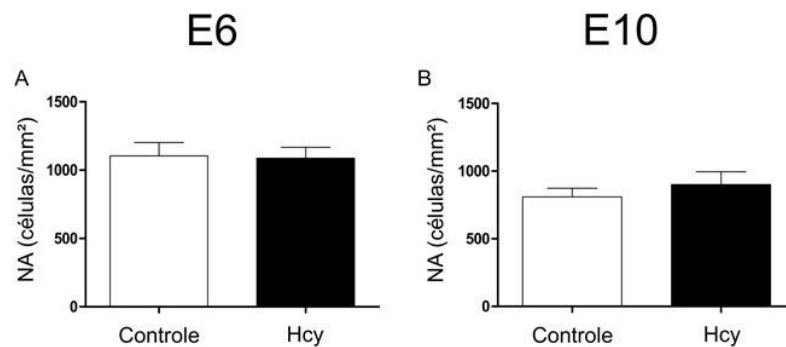 E6
E10
A
NA (células/mm²)
1500
1000
500
0
Controle
Hcy
B
NA (células/mm²)
1500
1000
500
0
Controle
Hcy